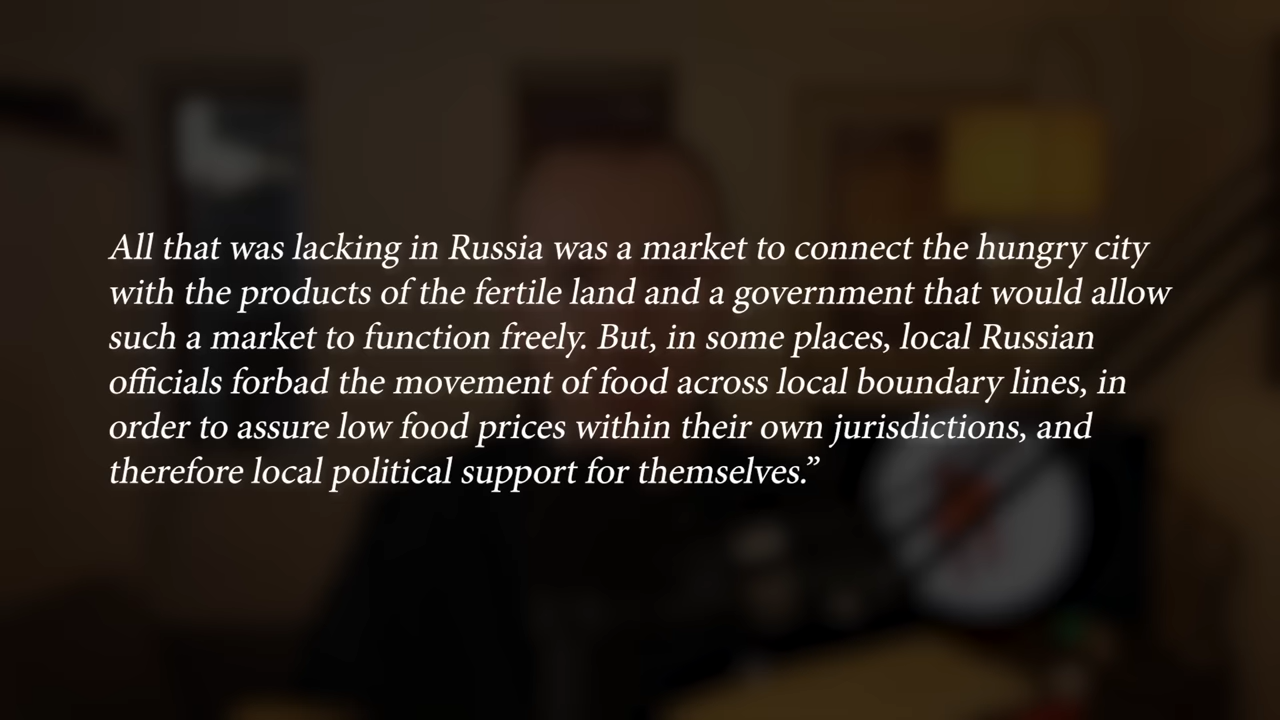 All that was lacking in Russia was a market to connect the hungry city
with the products of the fertile land and a government that would allow
such a market to function freely. But, in some places, local Russian
officials forbad the movement of food across local boundary lines, in
order to assure low food prices within their own jurisdictions, and
therefore local political support for themselves.”